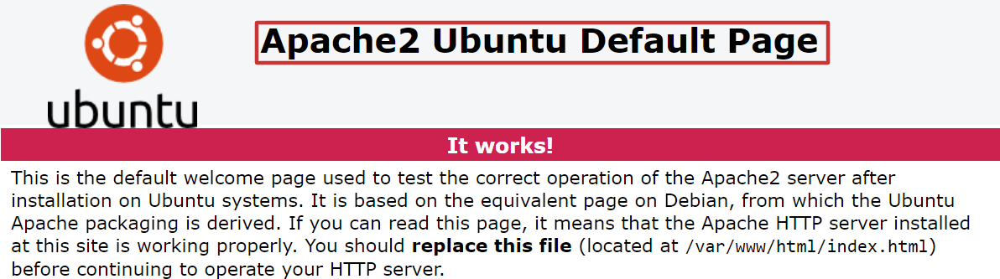 Apache2 Ubuntu Default Page
ubuntu
It works!
This is the default welcome page used to test the correct operation of the Apache2 server after
installation on Ubuntu systems. It is based on the equivalent page on Debian, from which the Ubuntu
Apache packaging is derived. If you can read this page, it means that the Apache HTTP server installed
at this site is working properly. You should replace this file (located at /var/www/html/index.html)
before continuing to operate your HTTP server.